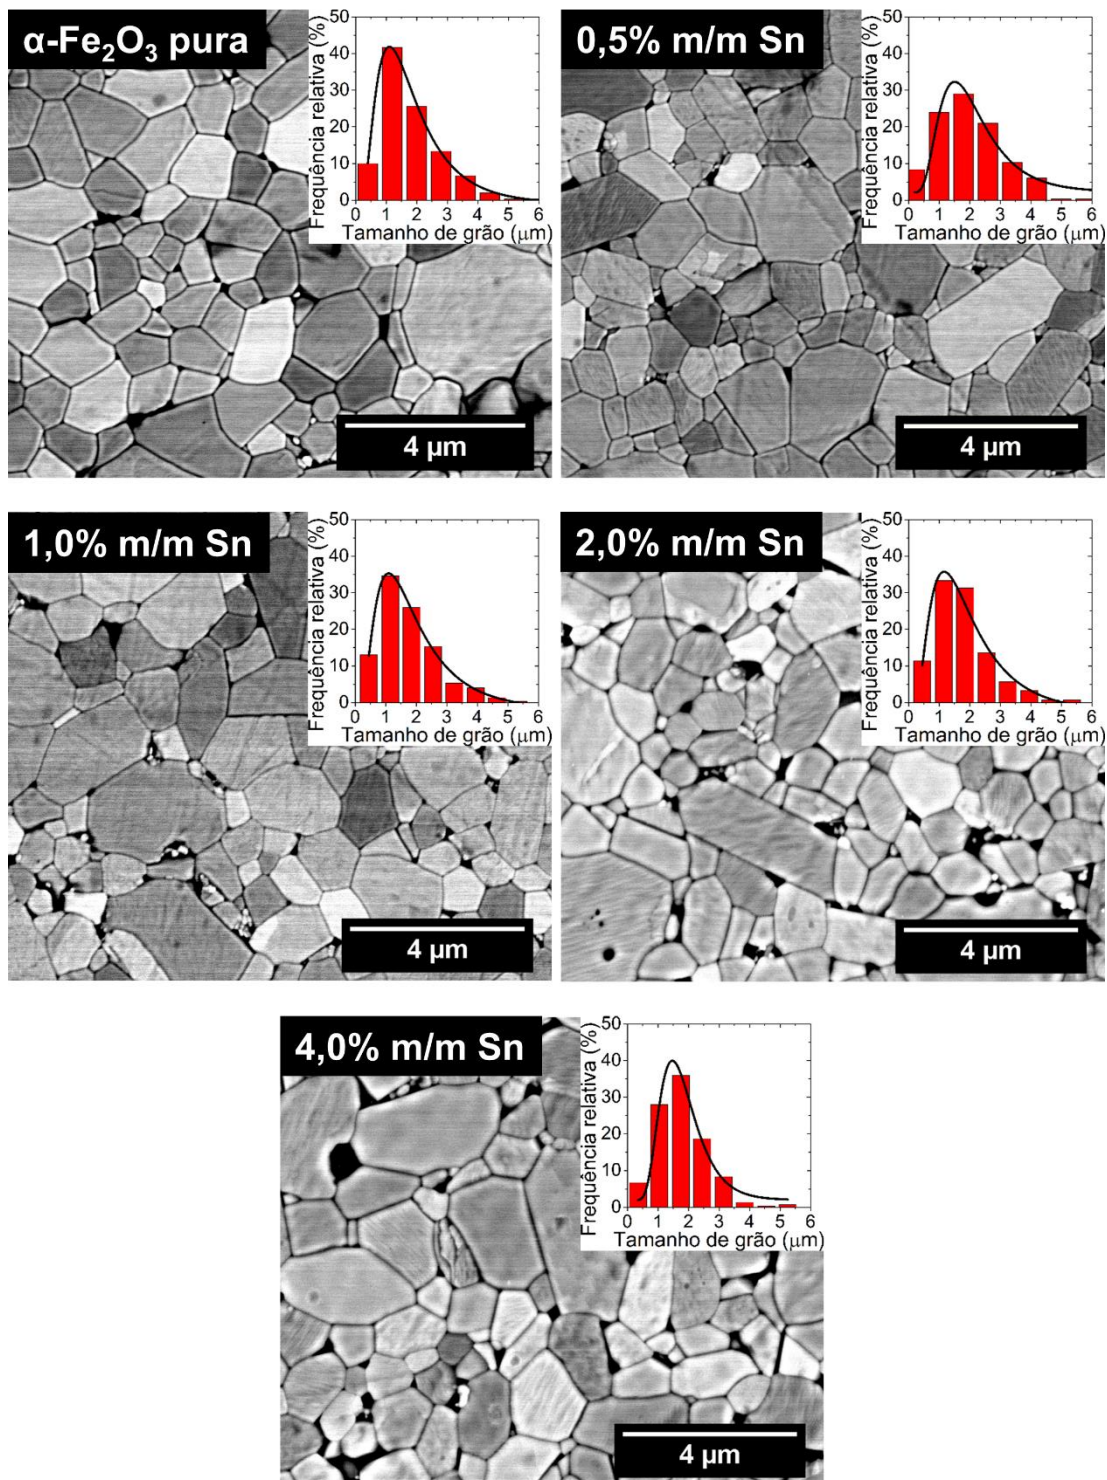 α-Fe₂O₃ pura
Frequência relativa (%)
50
40
30
20
10
0
0 1 2 3 4 5 6
Tamanho de grão (μm)
4 μm
0,5% m/m Sn
Frequência relativa (%)
50
40
30
20
10
0
0 1 2 3 4 5 6
Tamanho de grão (μm)
4 μm
1,0% m/m Sn
Frequência relativa (%)
50
40
30
20
10
0
0 1 2 3 4 5 6
Tamanho de grão (μm)
4 μm
2,0% m/m Sn
Frequência relativa (%)
50
40
30
20
10
0
0 1 2 3 4 5 6
Tamanho de grão (μm)
4 μm
4,0% m/m Sn
Frequência relativa (%)
50
40
30
20
10
0
0 1 2 3 4 5 6
Tamanho de grão (μm)
4 μm